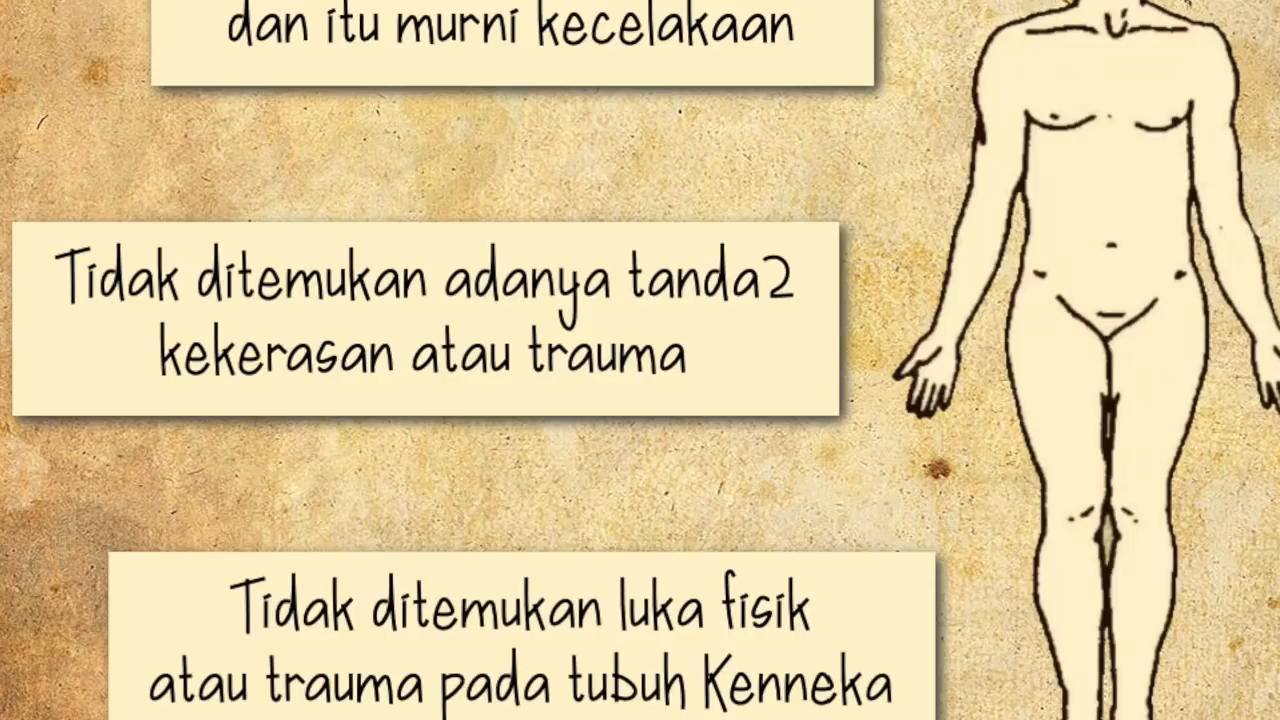 dan itu murni kecelakaan
Tidak ditemukan adanya tanda2
kekerasan atau trauma
Tidak ditemukan luka fisik
atau trauma pada tubuh Kenneka